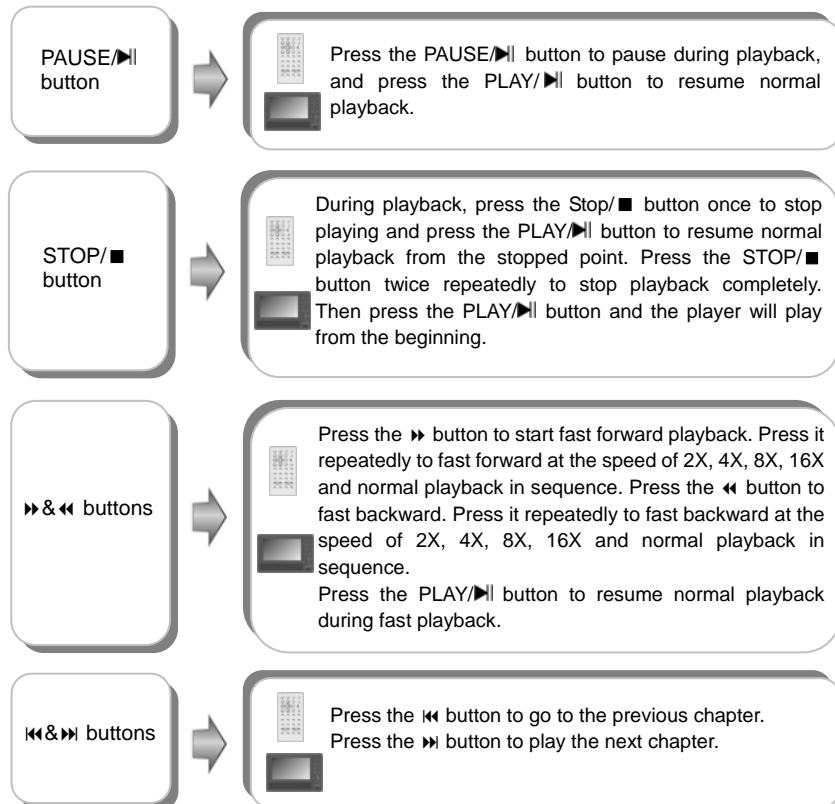 PAUSE/▶||
button
Press the PAUSE/▶|| button to pause during playback,
and press the PLAY/▶|| button to resume normal
playback.
STOP/■
button
During playback, press the Stop/■ button once to stop
playing and press the PLAY/▶|| button to resume normal
playback from the stopped point. Press the STOP/■
button twice repeatedly to stop playback completely.
Then press the PLAY/▶|| button and the player will play
from the beginning.
▶▶&◀◀ buttons
Press the ▶▶ button to start fast forward playback. Press it
repeatedly to fast forward at the speed of 2X, 4X, 8X, 16X
and normal playback in sequence. Press the ◀◀ button to
fast backward. Press it repeatedly to fast backward at the
speed of 2X, 4X, 8X, 16X and normal playback in
sequence.
Press the PLAY/▶|| button to resume normal playback
during fast playback.
|◀◀&▶▶| buttons
Press the |◀◀ button to go to the previous chapter.
Press the ▶▶| button to play the next chapter.